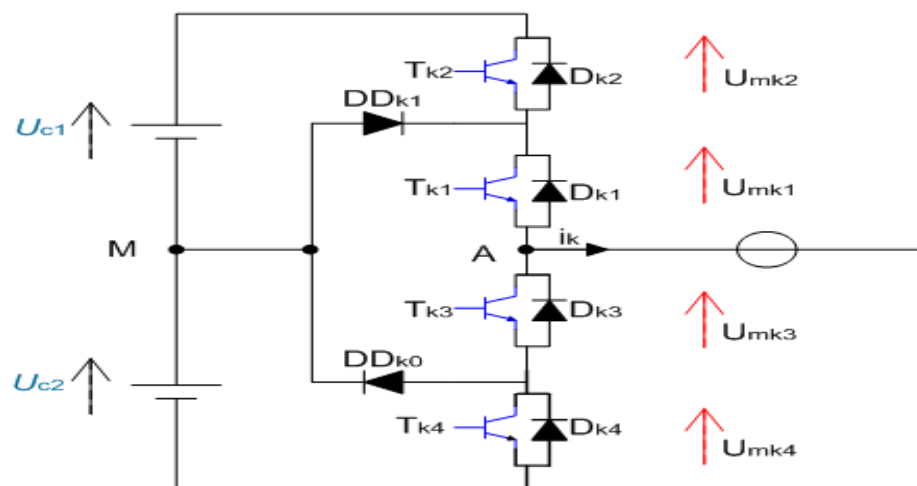 Tk2
Dk2
Umk2
DDk1
Uc1
Tk1
Dk1
Umk1
M
A
ik
Tk3
Dk3
Umk3
DDk0
Uc2
Tk4
Dk4
Umk4